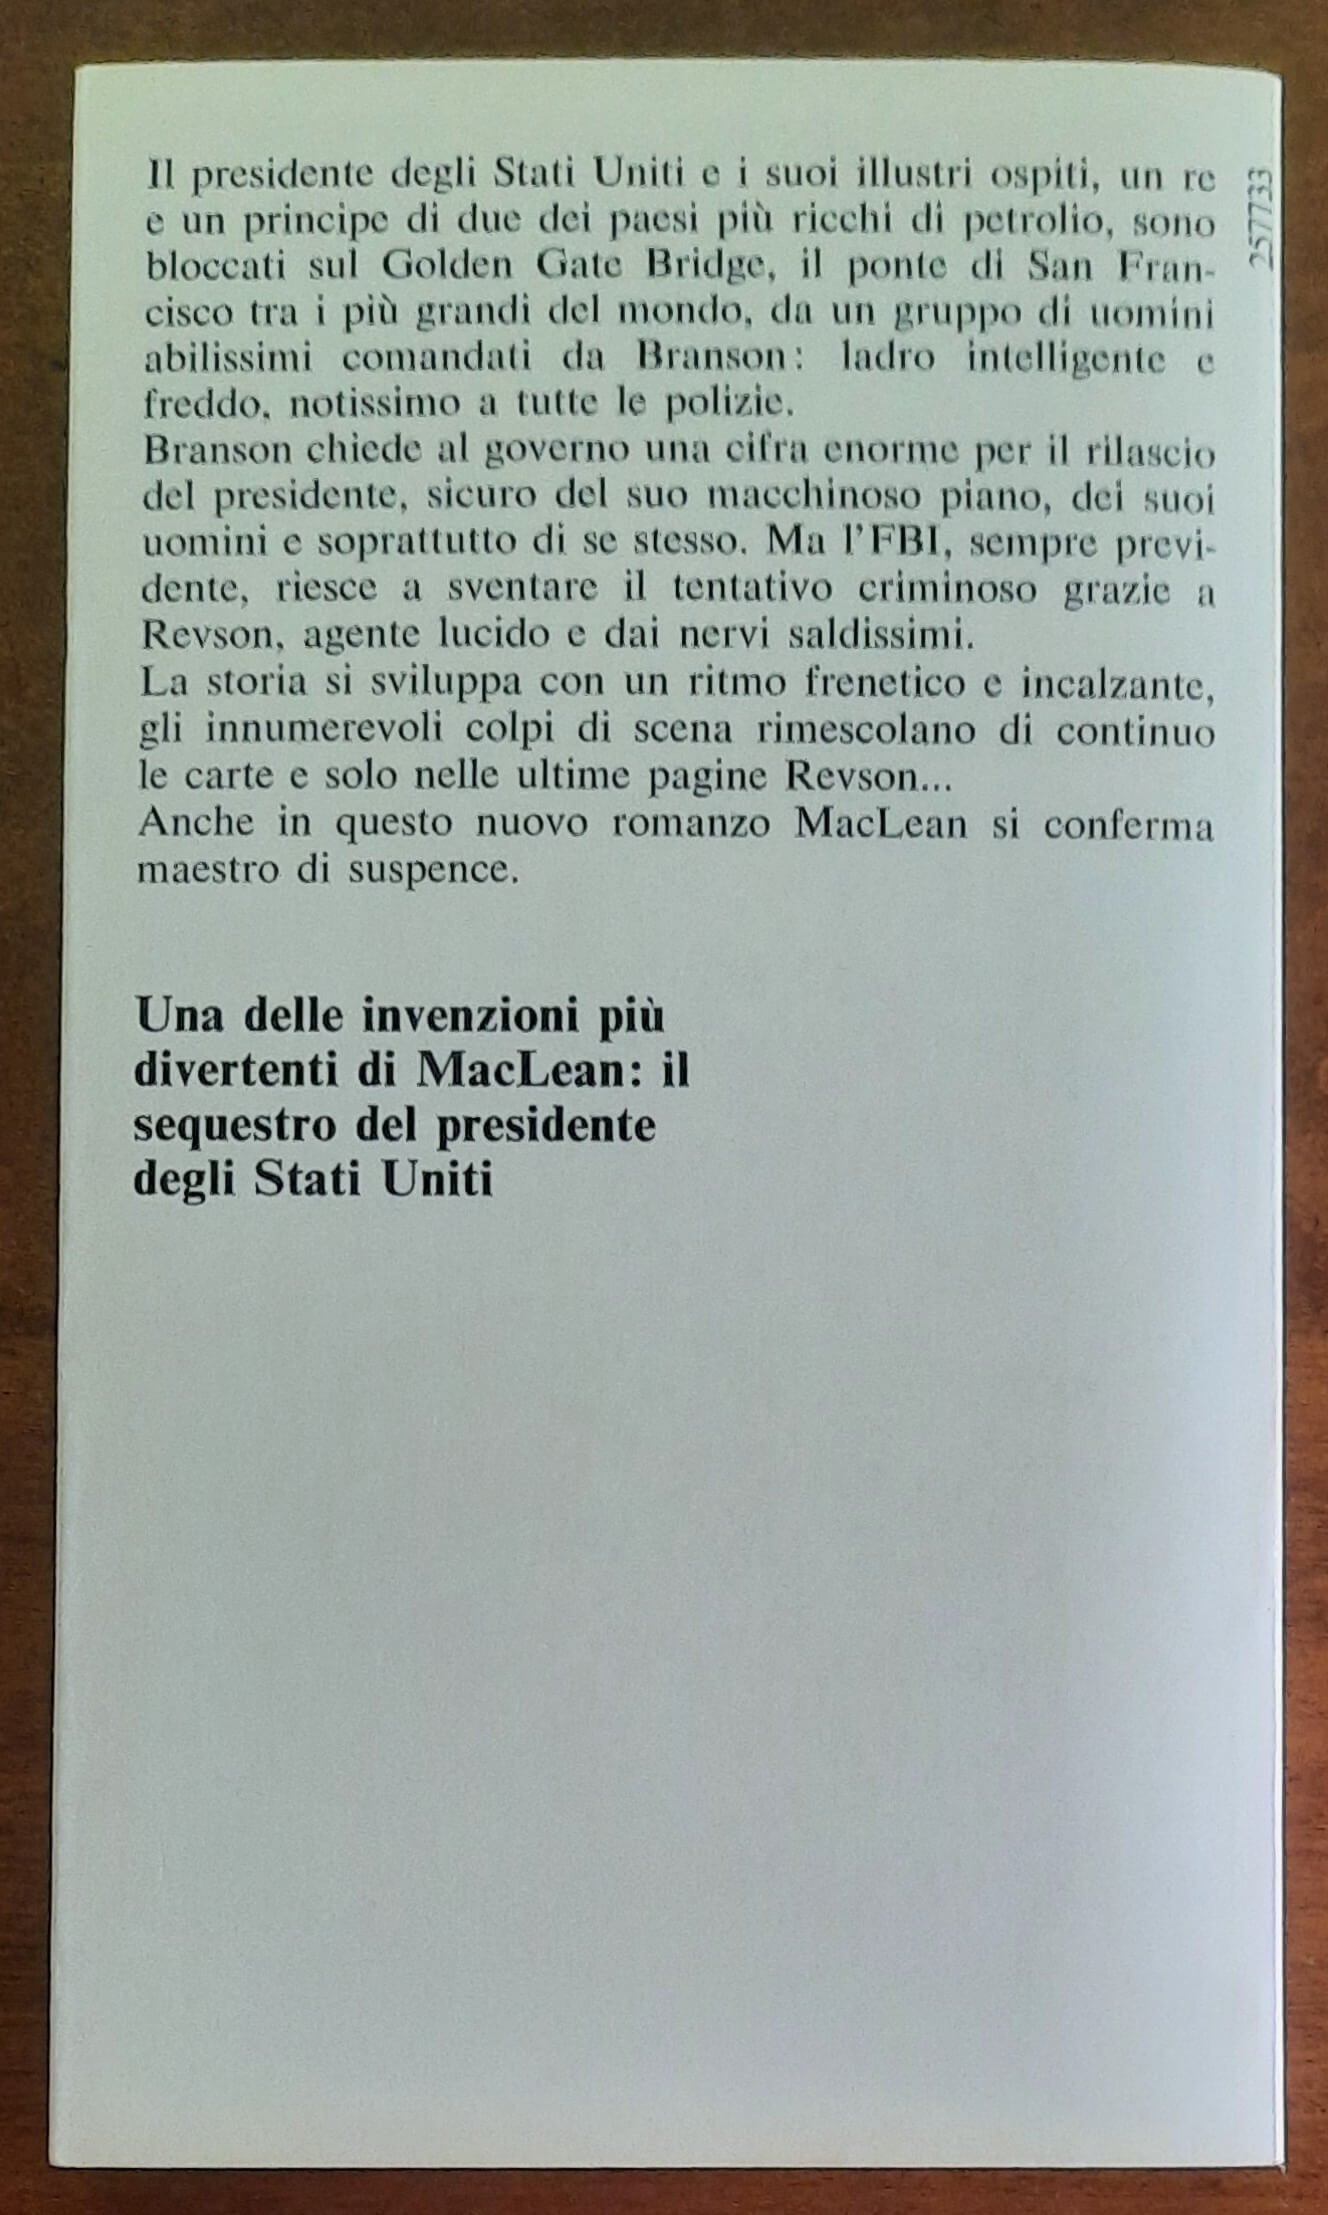 Il presidente degli Stati Uniti e i suoi illustri ospiti, un re
e un principe di due dei paesi più ricchi di petrolio, sono
bloccati sul Golden Gate Bridge, il ponte di San Fran-
cisco tra i più grandi del mondo, da un gruppo di uomini
abilissimi comandati da Branson: ladro intelligente e
freddo, notissimo a tutte le polizie.
Branson chiede al governo una cifra enorme per il rilascio
del presidente, sicuro del suo macchinoso piano, dei suoi
uomini e soprattutto di se stesso. Ma l'FBI, sempre previ-
dente, riesce a sventare il tentativo criminoso grazie a
Revson, agente lucido e dai nervi saldissimi.
La storia si sviluppa con un ritmo frenetico e incalzante,
gli innumerevoli colpi di scena rimescolano di continuo
le carte e solo nelle ultime pagine Revson...
Anche in questo nuovo romanzo MacLean si conferma
maestro di suspence.
Una delle invenzioni più
divertenti di MacLean: il
sequestro del presidente
degli Stati Uniti
257733